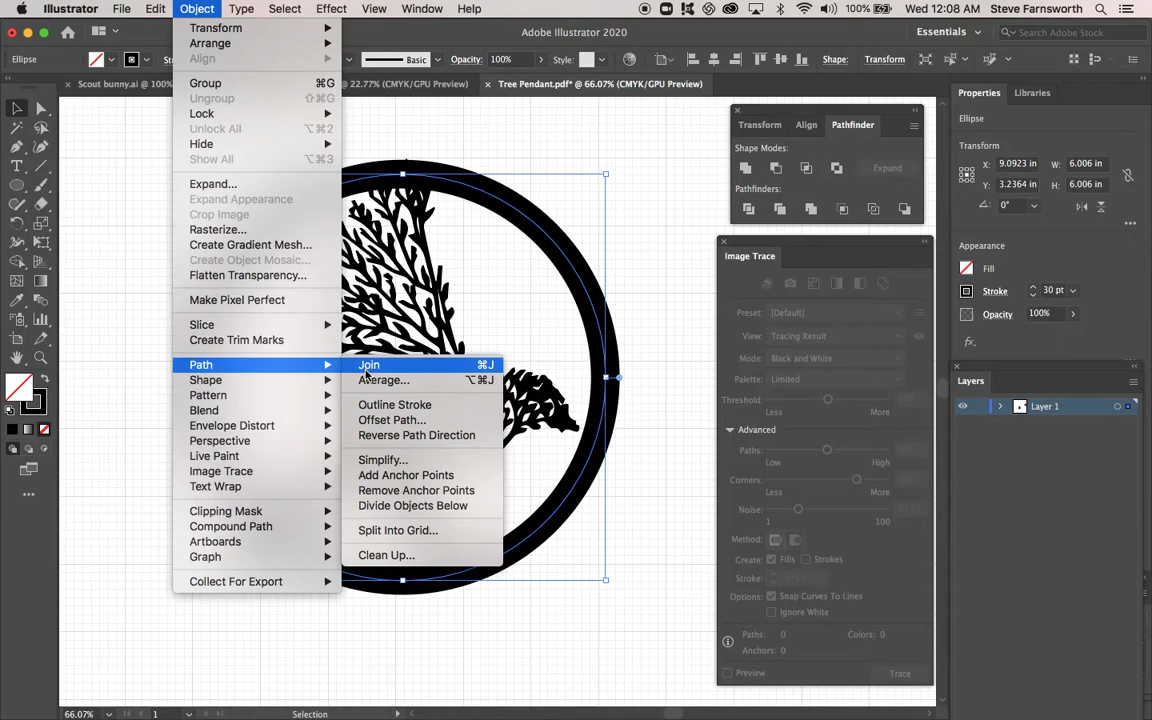 Illustrator File Edit Object Type Select Effect View Window Help 100% Wed 12:08 AM Steve Farnsworth
Adobe Illustrator 2020 Essentials Search Adobe Stock
Ellipse Basic Opacity: 100% Style: Shape: Transform
Scout bunny.ai @ 100% 22.77% (CMYK/GPU Preview) Tree Pendant.pdf* @ 66.07% (CMYK/GPU Preview)
Transform
Arrange
Align
Group ⌘G
Ungroup ⇧⌘G
Lock
Unlock All ⌥⌘2
Hide
Show All ⌥⌘3
Expand...
Expand Appearance
Crop Image
Rasterize...
Create Gradient Mesh...
Create Object Mosaic...
Flatten Transparency...
Make Pixel Perfect
Slice
Create Trim Marks
Path
Shape
Pattern
Blend
Envelope Distort
Perspective
Live Paint
Image Trace
Text Wrap
Clipping Mask
Compound Path
Artboards
Graph
Collect For Export
Join ⌘J
Average... ⌥⌘J
Outline Stroke
Offset Path...
Reverse Path Direction
Simplify...
Add Anchor Points
Remove Anchor Points
Divide Objects Below
Split Into Grid...
Clean Up...
Transform Align Pathfinder
Shape Modes:
Expand
Pathfinders:
Image Trace
Preset: [Default]
View: Tracing Result
Mode: Black and White
Palette: Limited
Threshold:
Less More
Advanced
Paths:
Low High
Corners:
Less More
Noise:
1 100
Method:
Create: Fills Strokes
Stroke:
Options: Snap Curves To Lines
Ignore White
Paths: 0 Colors: 0
Anchors: 0
Preview Trace
Properties Libraries
Ellipse
Transform
X: 9.0923 in W: 6.006 in
Y: 3.2364 in H: 6.006 in
0°
Appearance
Fill
Stroke 30 pt
Opacity 100%
fx.
Layers
Layer 1
66.07% 1 Selection